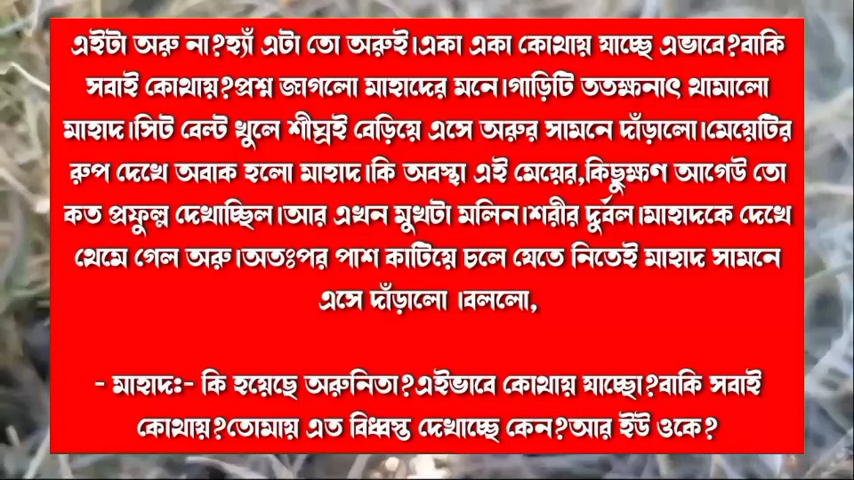 এইটা অরু না?হ্যাঁ এটা তো অরুই।একা একা কোথায় যাচ্ছে এভাবে?বাকি
সবাই কোথায়?প্রশ্ন জাগলো মাহাদের মনে।গাড়িটি ততক্ষনাৎ থামালো
মাহাদ।সিট বেল্ট খুলে শীঘ্রই বেড়িয়ে এসে অরুর সামনে দাঁড়ালো।মেয়েটির
রুপ দেখে অবাক হলো মাহাদ।কি অবস্থা এই মেয়ের,কিছুক্ষণ আগেউ তো
কত প্রফুল্ল দেখাচ্ছিল।আর এখন মুখটা মলিন।শরীর দুর্বল।মাহাদকে দেখে
থেমে গেল অরু।অতঃপর পাশ কাটিয়ে চলে যেতে নিতেই মাহাদ সামনে
এসে দাঁড়ালো ।বললো,
- মাহাদ:- কি হয়েছে অরুনিতা?এইভাবে কোথায় যাচ্ছো?বাকি সবাই
কোথায়?তোমায় এত বিধ্বস্ত দেখাচ্ছে কেন?আর ইউ ওকে?